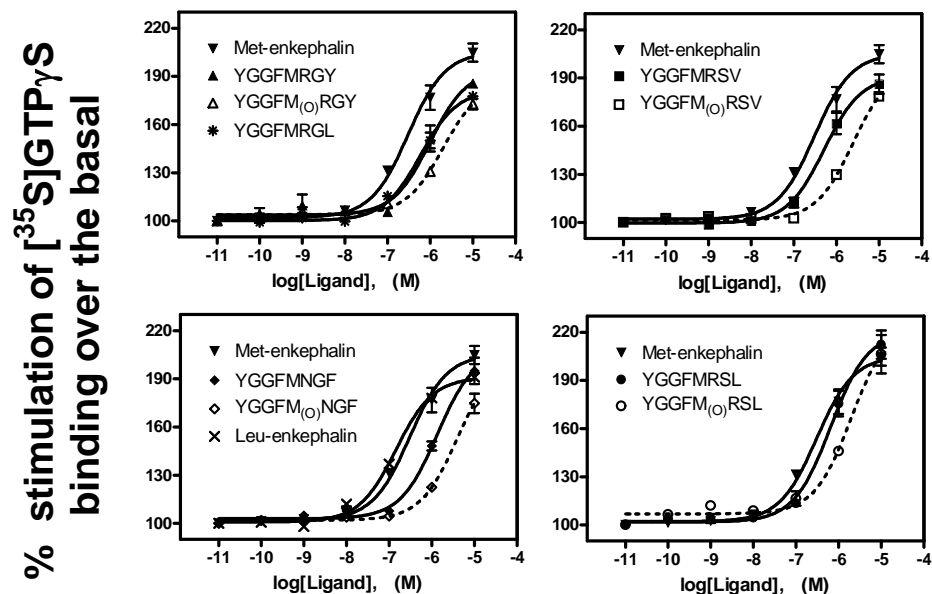 % stimulation of [³⁵S]GTPγS
binding over the basal
220
190
160
130
100
Met-enkephalin
YGGFMRGY
YGGFM(O)RGY
YGGFMRGL
-11 -10 -9 -8 -7 -6 -5 -4
log[Ligand], (M)
220
190
160
130
100
Met-enkephalin
YGGFMRSV
YGGFM(O)RSV
-11 -10 -9 -8 -7 -6 -5 -4
log[Ligand], (M)
220
190
160
130
100
Met-enkephalin
YGGFMNGF
YGGFM(O)NGF
Leu-enkephalin
-11 -10 -9 -8 -7 -6 -5 -4
log[Ligand], (M)
220
190
160
130
100
Met-enkephalin
YGGFMRSL
YGGFM(O)RSL
-11 -10 -9 -8 -7 -6 -5 -4
log[Ligand], (M)